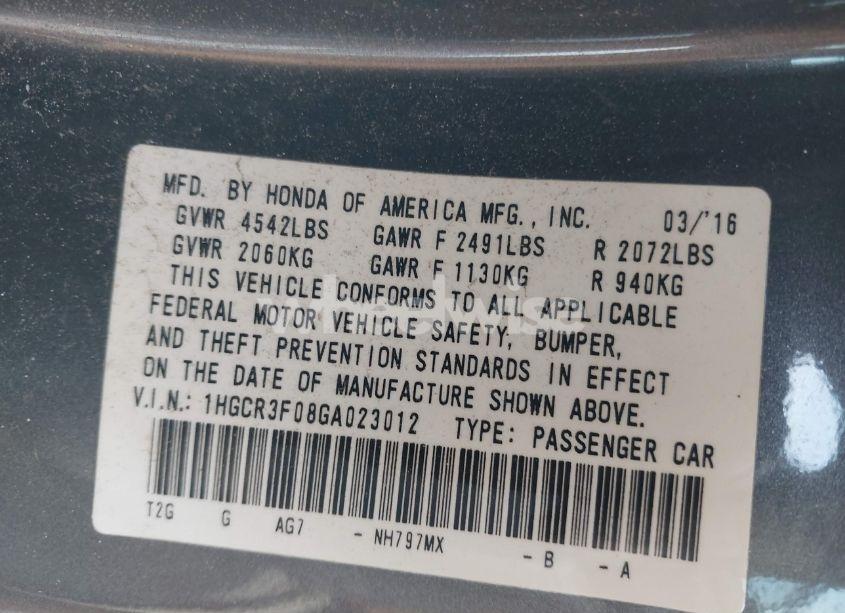 MFD. BY HONDA OF AMERICA MFG., INC. 03/'16
GVWR 4542LBS GAWR F 2491LBS R 2072LBS
GVWR 2060KG GAWR F 1130KG R 940KG
THIS VEHICLE CONFORMS TO ALL APPLICABLE
FEDERAL MOTOR VEHICLE SAFETY, BUMPER,
AND THEFT PREVENTION STANDARDS IN EFFECT
ON THE DATE OF MANUFACTURE SHOWN ABOVE.
V.I.N.: 1HGCR3F08GA023012 TYPE: PASSENGER CAR
T2G G AG7 - NH797MX - B - A
wheelwise